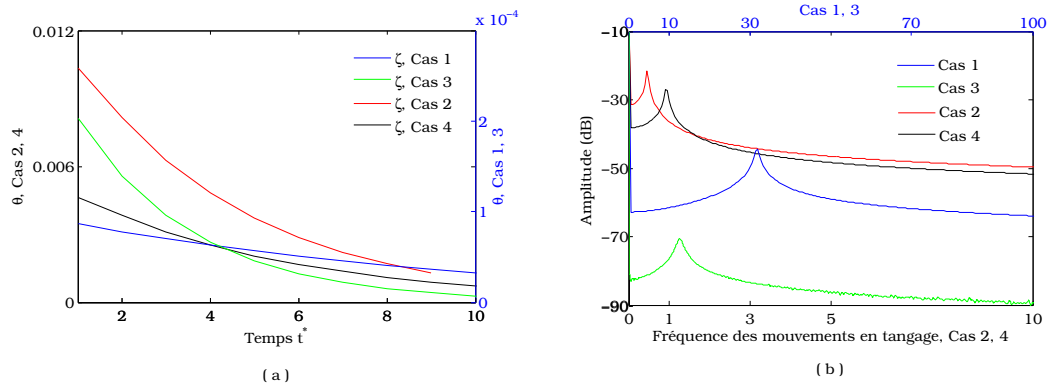 x 10⁻⁴
0.012
0.006
0
2
1
0
2
4
6
8
10
θ, Cas 2, 4
θ, Cas 1, 3
ζ, Cas 1
ζ, Cas 3
ζ, Cas 2
ζ, Cas 4
Temps t*
( a )
Cas 1, 3
0
10
30
70
100
−10
−30
−50
−70
−90
Amplitude (dB)
Cas 1
Cas 3
Cas 2
Cas 4
0
1
3
5
10
Fréquence des mouvements en tangage, Cas 2, 4
( b )